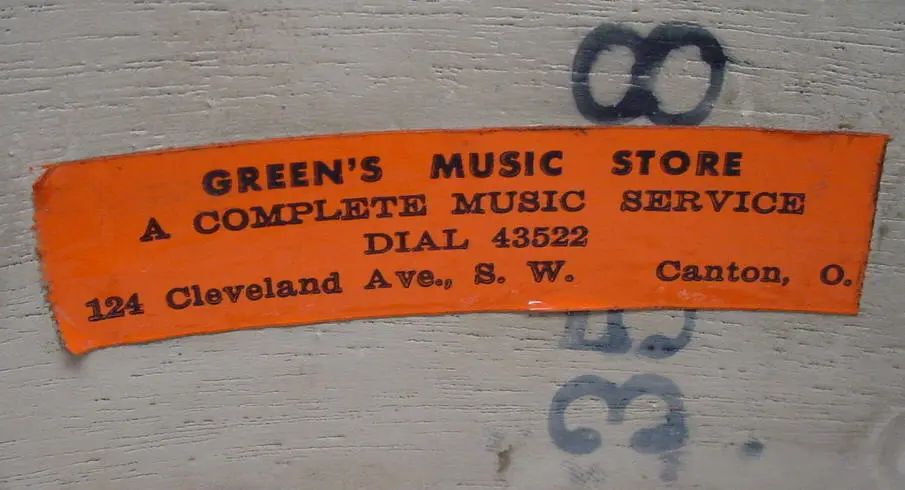 GREEN'S MUSIC STORE
A COMPLETE MUSIC SERVICE
DIAL 43522
124 Cleveland Ave., S. W. Canton, O.